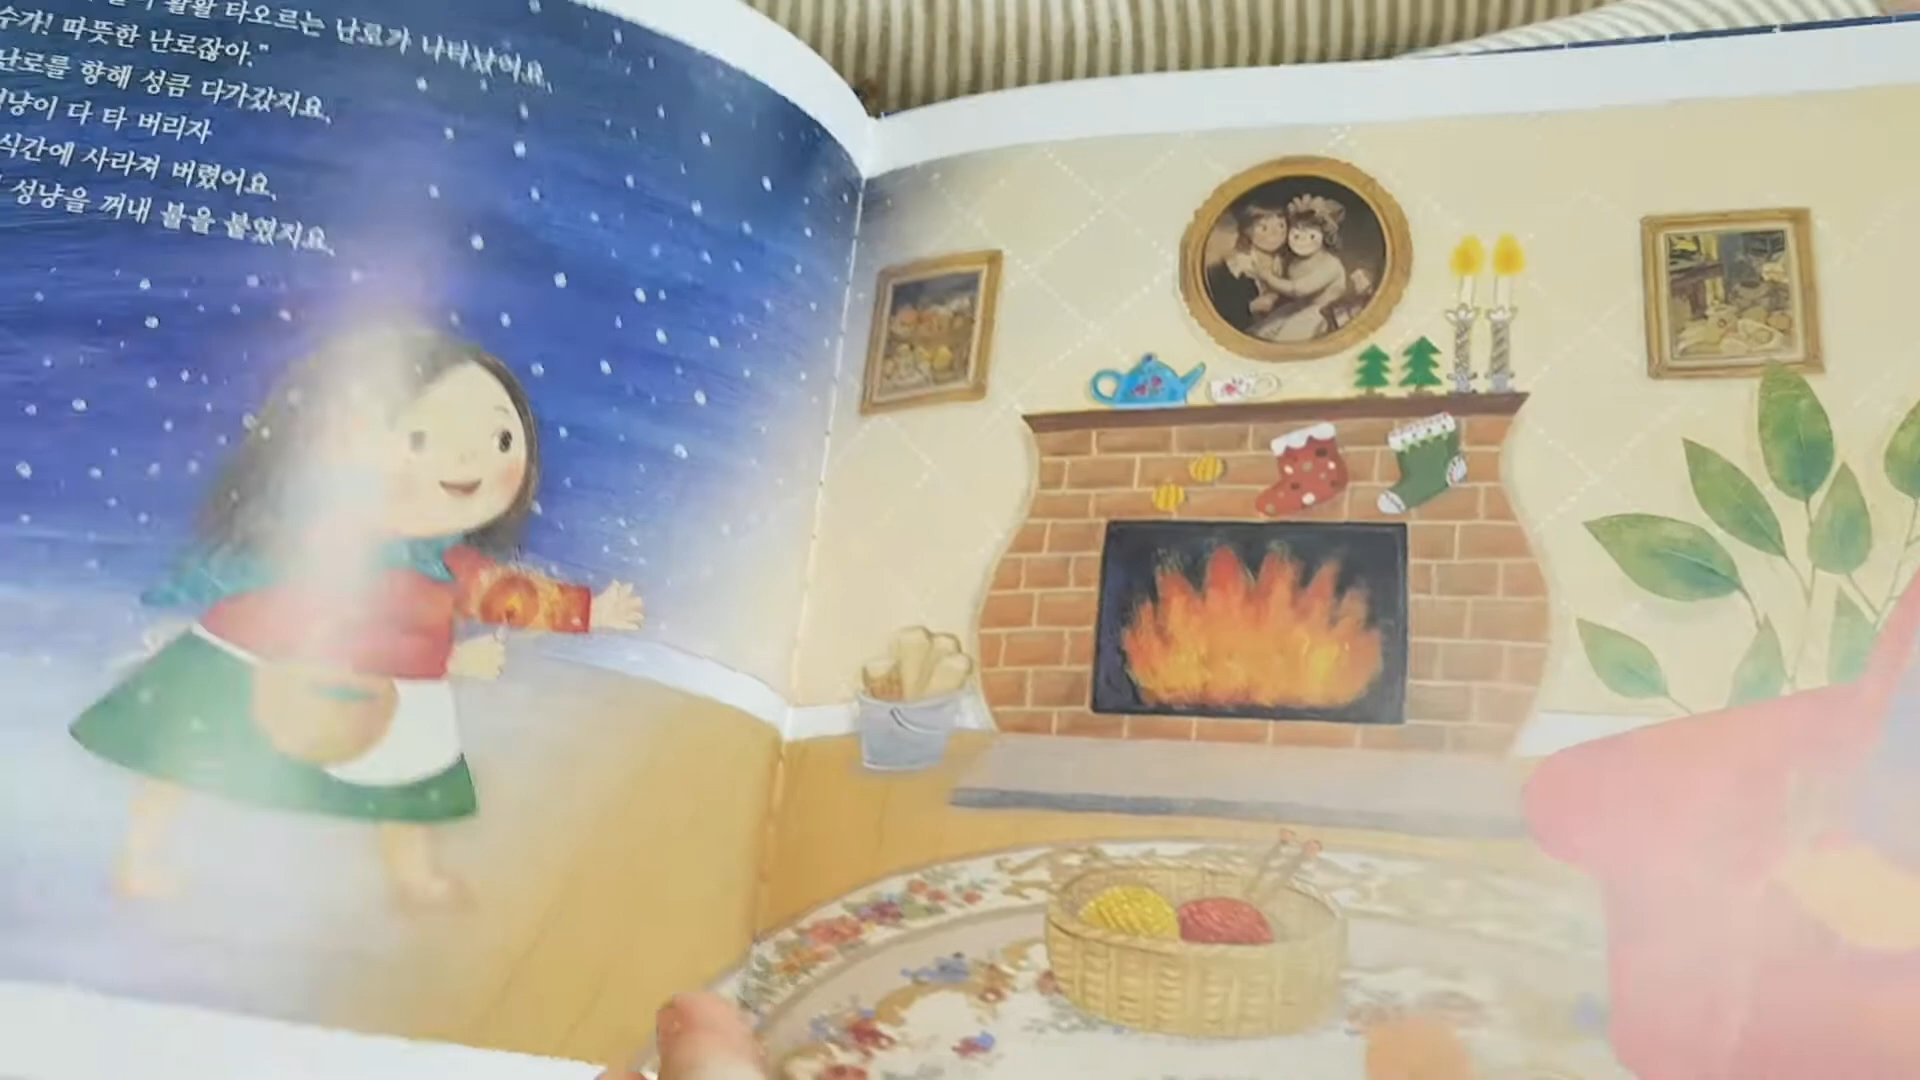 활활 타오르는 난로가 나타났어요.
수가! 따뜻한 난로잖아."
난로를 향해 성큼 다가갔지요.
성냥이 다 타 버리자
식간에 사라져 버렸어요.
성냥을 꺼내 불을 붙였지요.